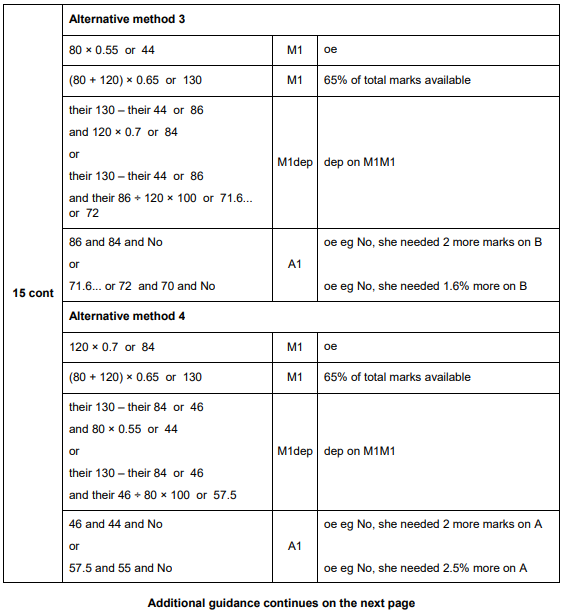 Alternative method 3
80 × 0.55 or 44 M1 oe
(80 + 120) × 0.65 or 130 M1 65% of total marks available
their 130 – their 44 or 86
and 120 × 0.7 or 84
or
their 130 – their 44 or 86
and their 86 ÷ 120 × 100 or 71.6...
or 72
M1dep dep on M1M1
86 and 84 and No
or
71.6... or 72 and 70 and No
A1
oe eg No, she needed 2 more marks on B
oe eg No, she needed 1.6% more on B
15 cont
Alternative method 4
120 × 0.7 or 84 M1 oe
(80 + 120) × 0.65 or 130 M1 65% of total marks available
their 130 – their 84 or 46
and 80 × 0.55 or 44
or
their 130 – their 84 or 46
and their 46 ÷ 80 × 100 or 57.5
M1dep dep on M1M1
46 and 44 and No
or
57.5 and 55 and No
A1
oe eg No, she needed 2 more marks on A
oe eg No, she needed 2.5% more on A
Additional guidance continues on the next page